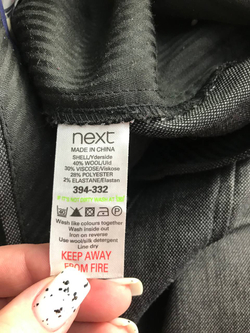 next
MADE IN CHINA
SHELL/Yderside
40% WOOL/Uld
30% VISCOSE/Viskose
28% POLYESTER
2% ELASTANE/Elastan
394-332
Wash like colours together
Wash inside out
Iron on reverse
Use wool/silk detergent
Line dry
KEEP AWAY
FROM FIRE